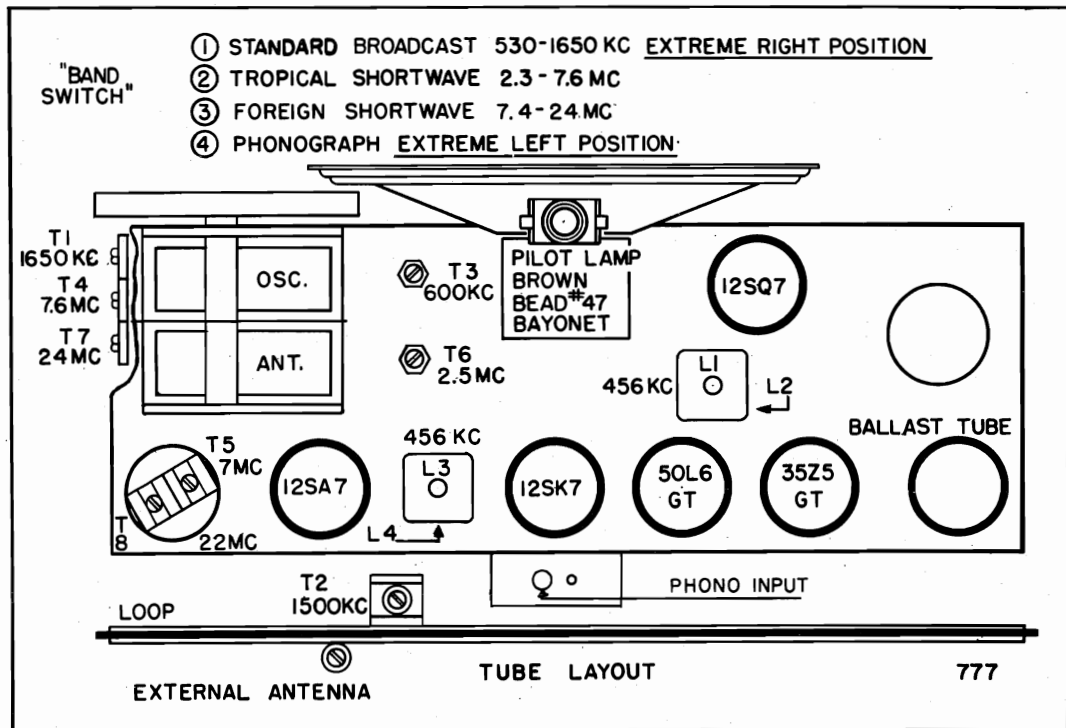 "BAND
SWITCH"
① STANDARD BROADCAST 530-1650 KC EXTREME RIGHT POSITION
② TROPICAL SHORTWAVE 2.3-7.6 MC
③ FOREIGN SHORTWAVE 7.4-24 MC
④ PHONOGRAPH EXTREME LEFT POSITION
T1
1650 KC
T4
7.6 MC
T7
24 MC
OSC.
ANT.
T3
600KC
T6
2.5 MC
PILOT LAMP
BROWN
BEAD #47
BAYONET
12SQ7
456 KC
L1
L2
BALLAST TUBE
T5
7MC
T
8
22MC
12SA7
456 KC
L3
L4
12SK7
50L6
GT
35Z5
GT
T2
1500KC
PHONO INPUT
LOOP
EXTERNAL ANTENNA
TUBE LAYOUT
777